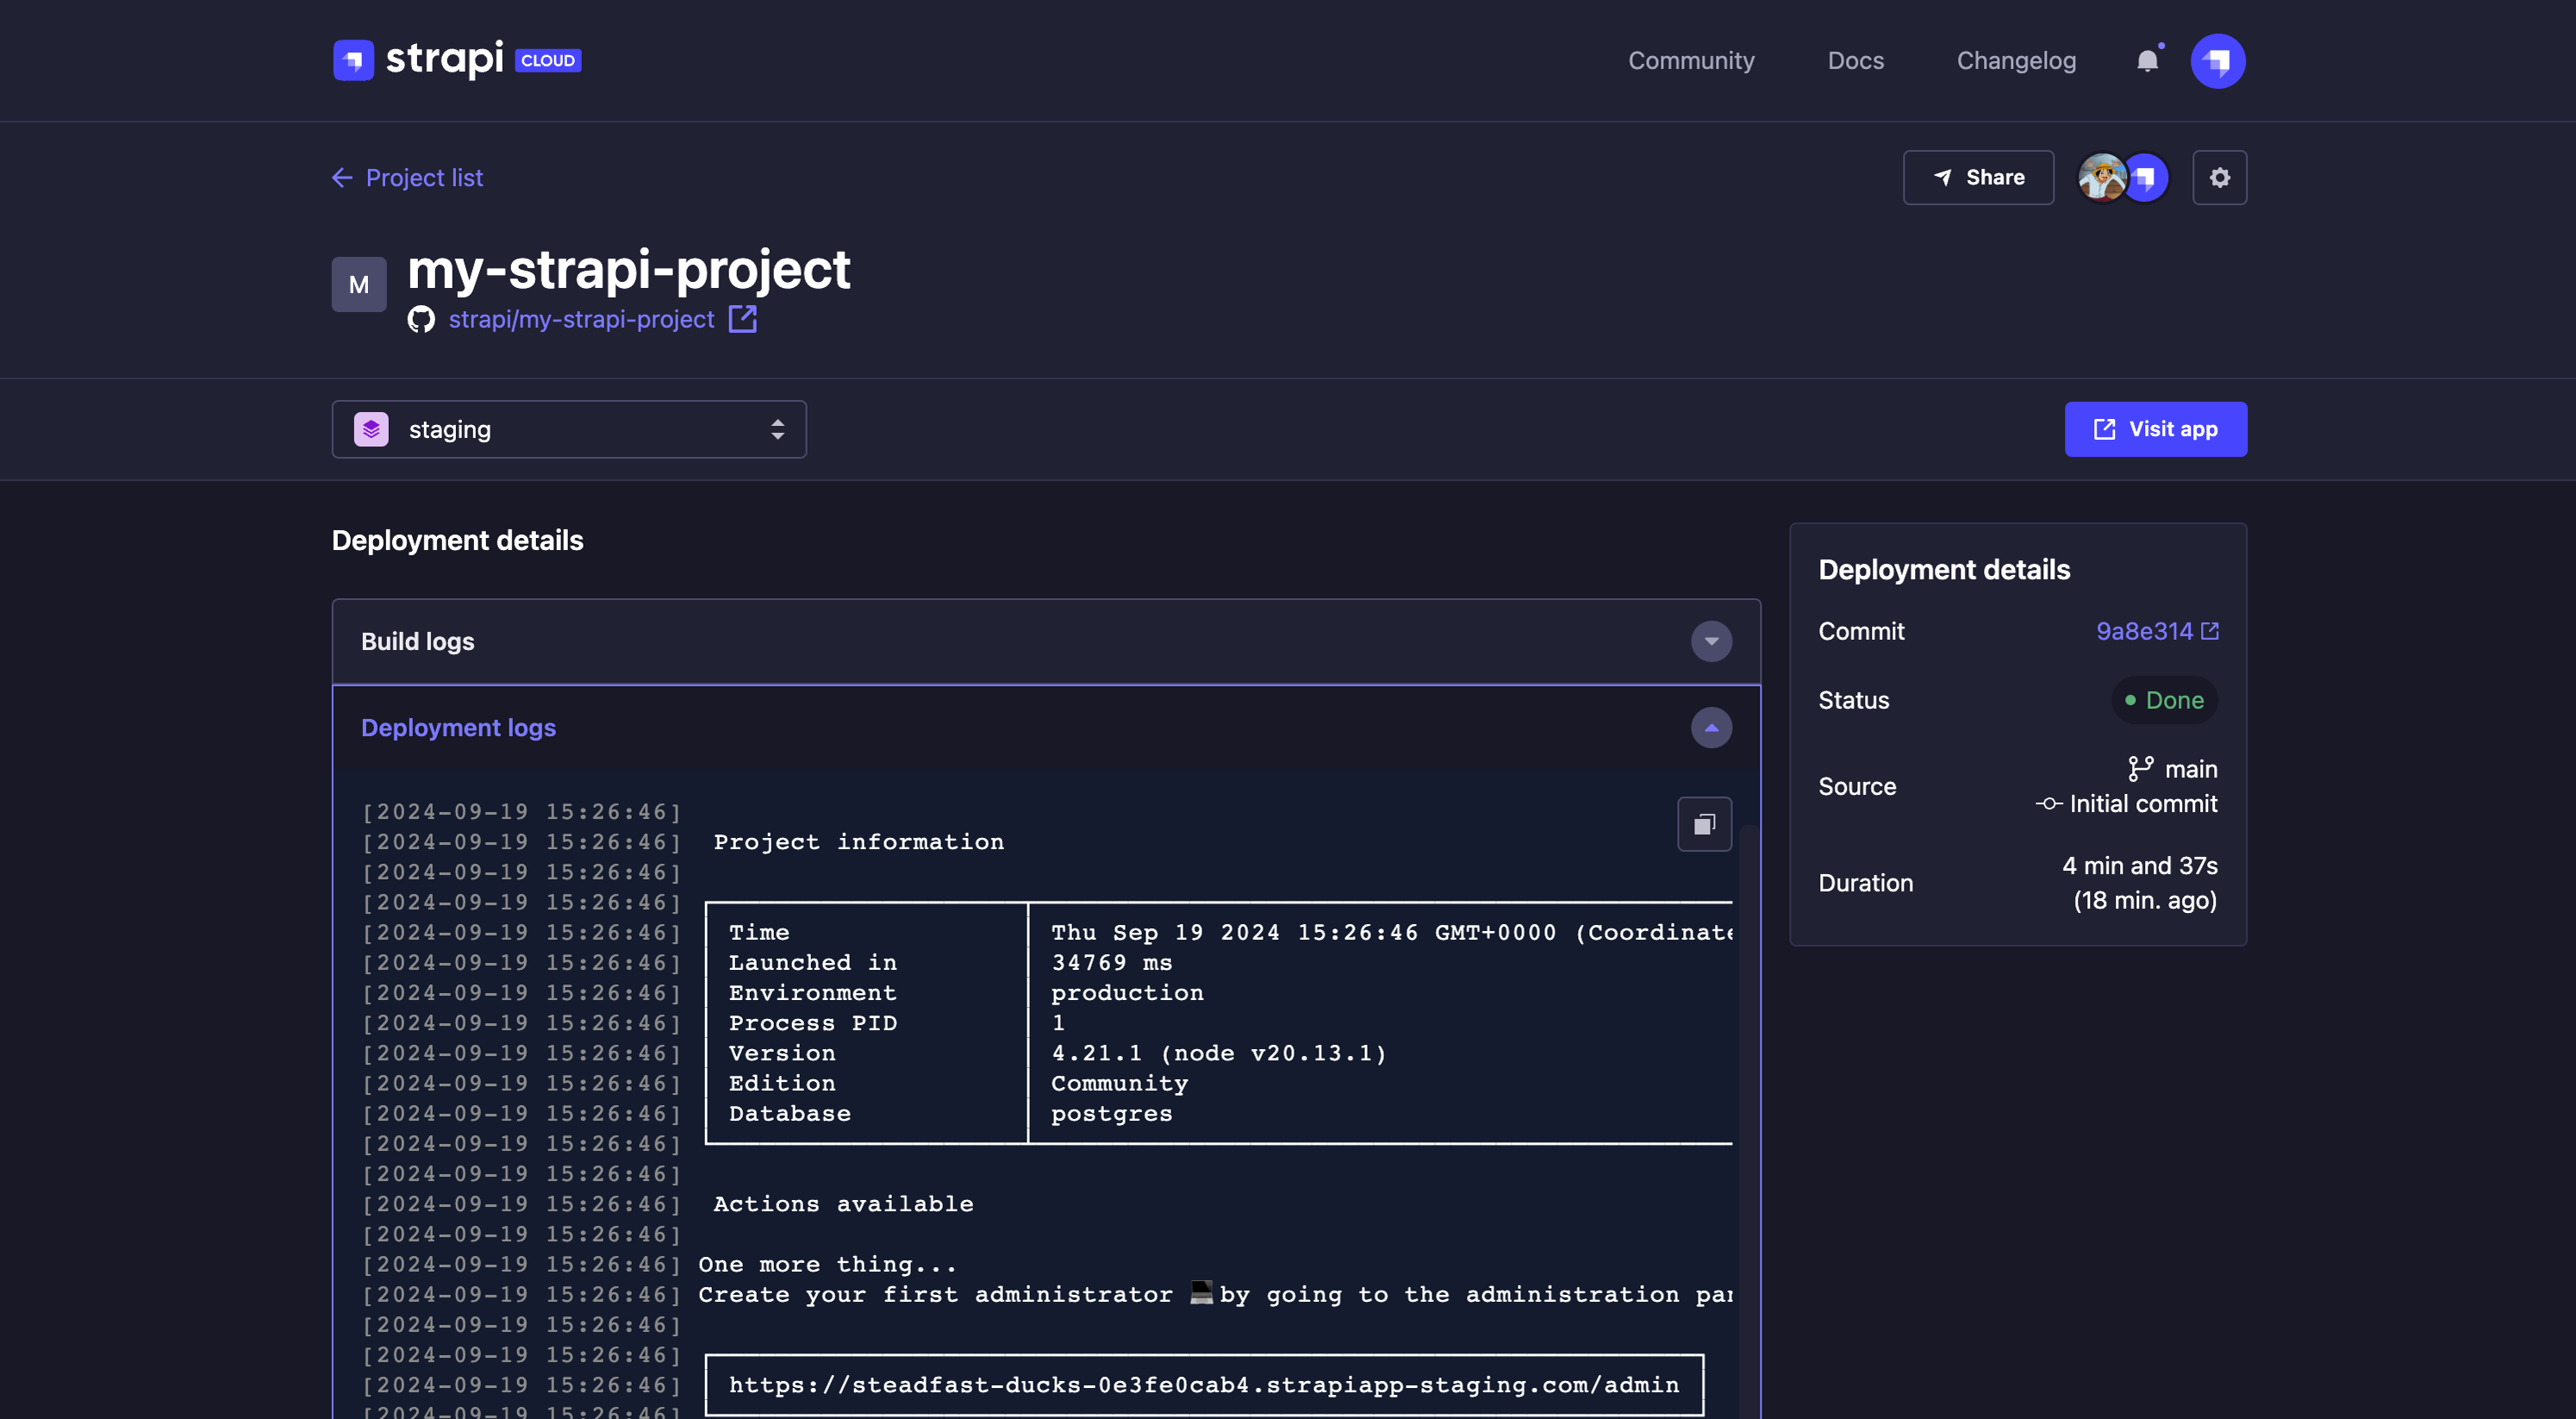 strapi CLOUD
Community Docs Changelog
Project list
Share
M
my-strapi-project
strapi/my-strapi-project
staging
Visit app
Deployment details
Build logs
Deployment logs
[2024-09-19 15:26:46]
[2024-09-19 15:26:46] Project information
[2024-09-19 15:26:46]
[2024-09-19 15:26:46]
[2024-09-19 15:26:46] Time Thu Sep 19 2024 15:26:46 GMT+0000 (Coordinate
[2024-09-19 15:26:46] Launched in 34769 ms
[2024-09-19 15:26:46] Environment production
[2024-09-19 15:26:46] Process PID 1
[2024-09-19 15:26:46] Version 4.21.1 (node v20.13.1)
[2024-09-19 15:26:46] Edition Community
[2024-09-19 15:26:46] Database postgres
[2024-09-19 15:26:46]
[2024-09-19 15:26:46]
[2024-09-19 15:26:46] Actions available
[2024-09-19 15:26:46]
[2024-09-19 15:26:46] One more thing...
[2024-09-19 15:26:46] Create your first administrator 💻 by going to the administration pan
[2024-09-19 15:26:46]
[2024-09-19 15:26:46]
[2024-09-19 15:26:46] https://steadfast-ducks-0e3fe0cab4.strapiapp-staging.com/admin
[2024-09-19 15:26:46]
Deployment details
Commit 9a8e314
Status Done
Source main
Initial commit
Duration 4 min and 37s
(18 min. ago)